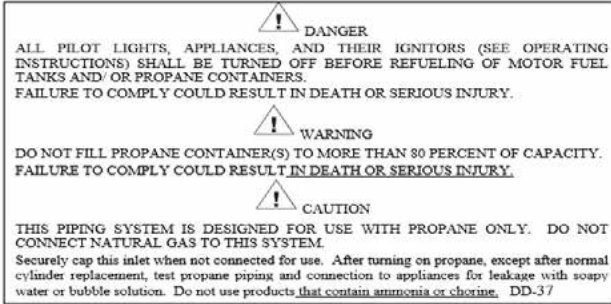 ! DANGER
ALL PILOT LIGHTS, APPLIANCES, AND THEIR IGNITORS (SEE OPERATING
INSTRUCTIONS) SHALL BE TURNED OFF BEFORE REFUELING OF MOTOR FUEL
TANKS AND/ OR PROPANE CONTAINERS.
FAILURE TO COMPLY COULD RESULT IN DEATH OR SERIOUS INJURY.
! WARNING
DO NOT FILL PROPANE CONTAINER(S) TO MORE THAN 80 PERCENT OF CAPACITY.
FAILURE TO COMPLY COULD RESULT IN DEATH OR SERIOUS INJURY.
! CAUTION
THIS PIPING SYSTEM IS DESIGNED FOR USE WITH PROPANE ONLY. DO NOT
CONNECT NATURAL GAS TO THIS SYSTEM.
Securely cap this inlet when not connected for use. After turning on propane, except after normal
cylinder replacement, test propane piping and connection to appliances for leakage with soapy
water or bubble solution. Do not use products that contain ammonia or chorine. DD-37